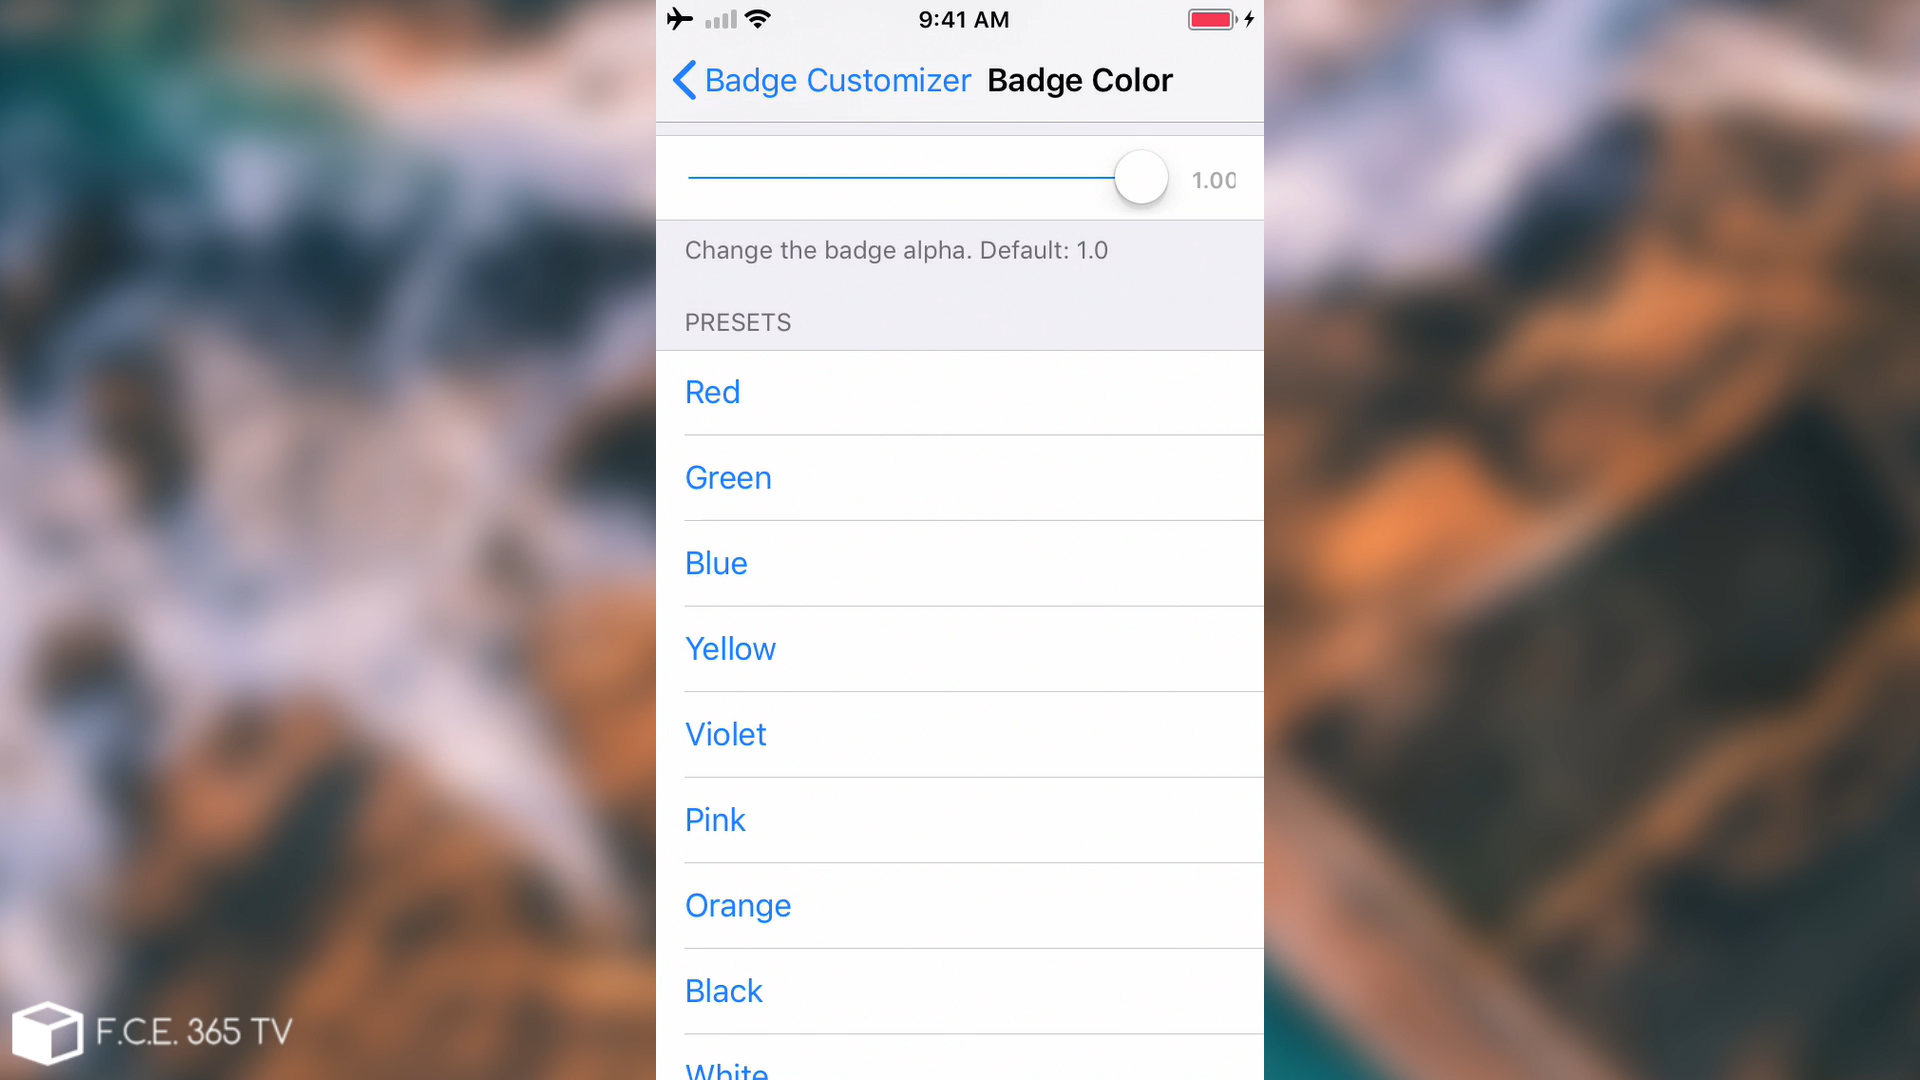 9:41 AM
Badge Customizer Badge Color
1.00
Change the badge alpha. Default: 1.0
PRESETS
Red
Green
Blue
Yellow
Violet
Pink
Orange
Black
White
F.C.E. 365 TV